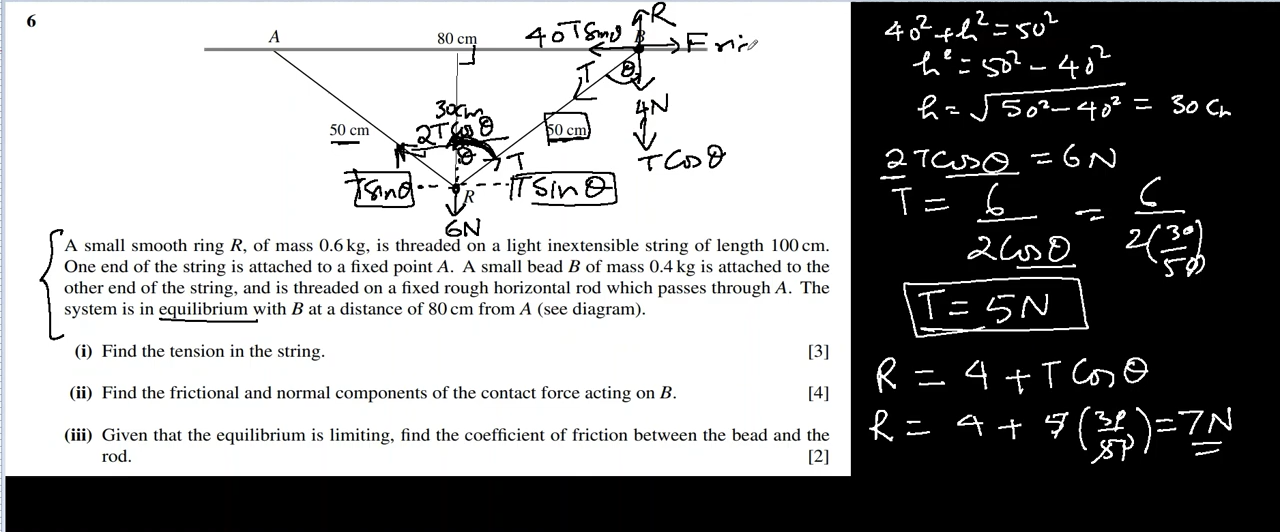 6
A
80 cm
40
T Sinθ
R
B
Fric
T
θ
4N
T Cos θ
30cm
2T Cos θ
50 cm
50 cm
θ
T
T sin θ
R
T sin θ
6N
A small smooth ring R, of mass 0.6 kg, is threaded on a light inextensible string of length 100 cm.
One end of the string is attached to a fixed point A. A small bead B of mass 0.4 kg is attached to the
other end of the string, and is threaded on a fixed rough horizontal rod which passes through A. The
system is in equilibrium with B at a distance of 80 cm from A (see diagram).
(i) Find the tension in the string. [3]
(ii) Find the frictional and normal components of the contact force acting on B. [4]
(iii) Given that the equilibrium is limiting, find the coefficient of friction between the bead and the
rod. [2]
40² + h² = 50²
h² = 50² − 40²
h = √50² − 40² = 30 Cm
2T Cos θ = 6N
T = 6/2Cos θ = 6/2(30/50)
T = 5N
R = 4 + T Cos θ
R = 4 + 5 (30/50) = 7N